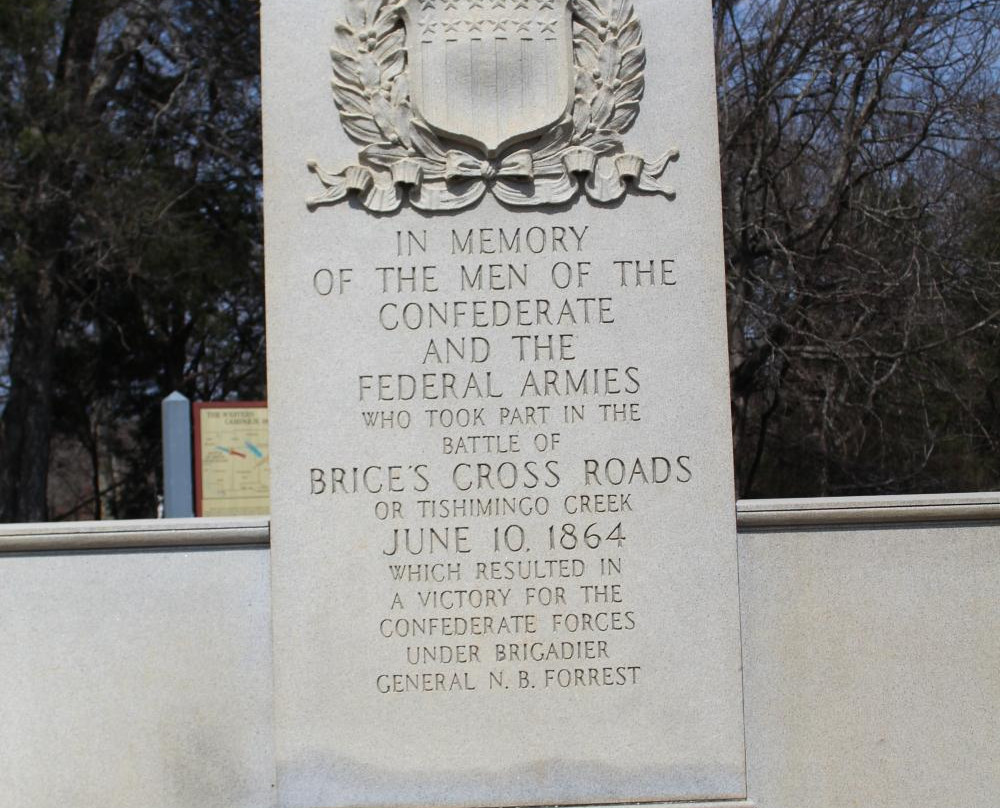 IN MEMORY
OF THE MEN OF THE
CONFEDERATE
AND THE
FEDERAL ARMIES
WHO TOOK PART IN THE
BATTLE OF
BRICE'S CROSS ROADS
OR TISHIMINGO CREEK
JUNE 10, 1864
WHICH RESULTED IN
A VICTORY FOR THE
CONFEDERATE FORCES
UNDER BRIGADIER
GENERAL N. B. FORREST
THE WESTERN